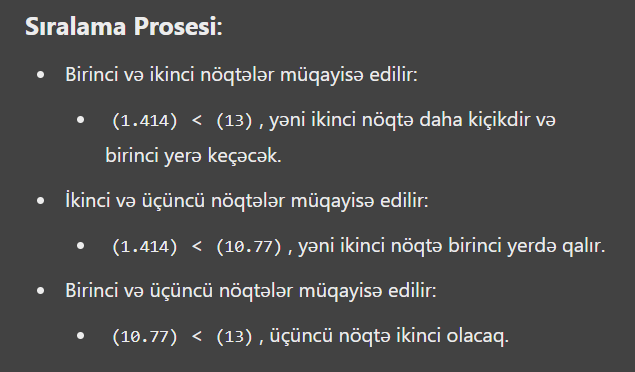 Sıralama Prosesi:
• Birinci və ikinci nöqtələr müqayisə edilir:
• (1.414) < (13) , yəni ikinci nöqtə daha kiçikdir və
birinci yerə keçəcək.
• İkinci və üçüncü nöqtələr müqayisə edilir:
• (1.414) < (10.77) , yəni ikinci nöqtə birinci yerdə qalır.
• Birinci və üçüncü nöqtələr müqayisə edilir:
• (10.77) < (13) , üçüncü nöqtə ikinci olacaq.